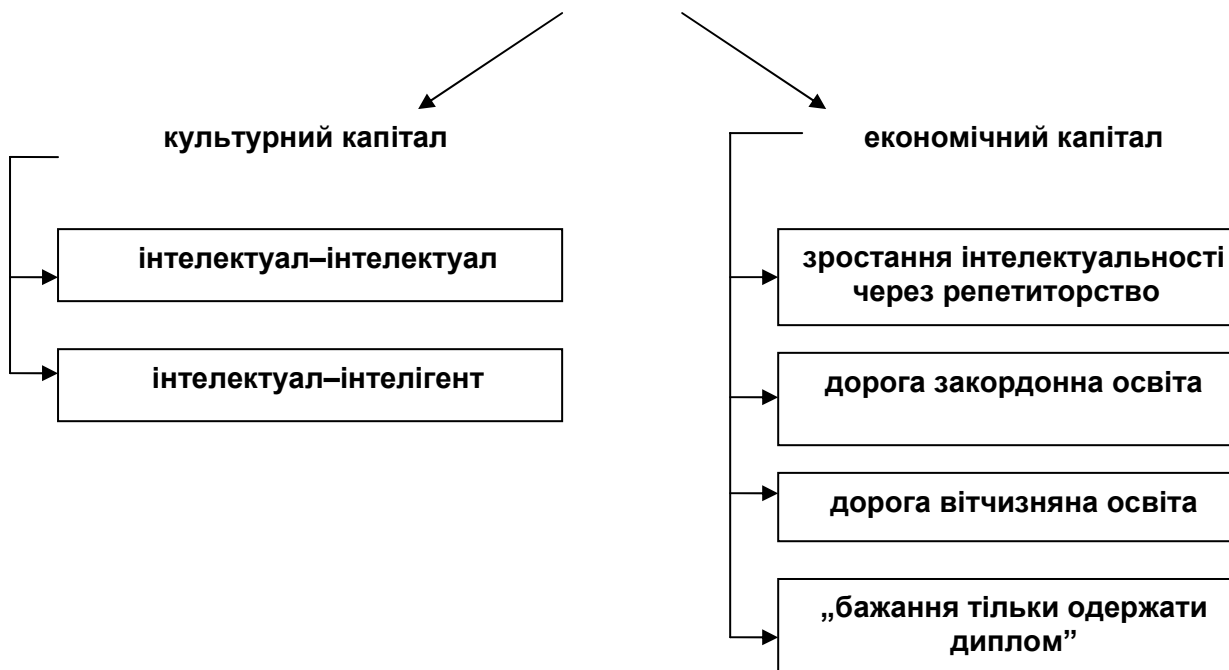 культурний капітал
інтелектуал–інтелектуал
інтелектуал–інтелігент
економічний капітал
зростання інтелектуальності
через репетиторство
дорога закордонна освіта
дорога вітчизняна освіта
„бажання тільки одержати
диплом”